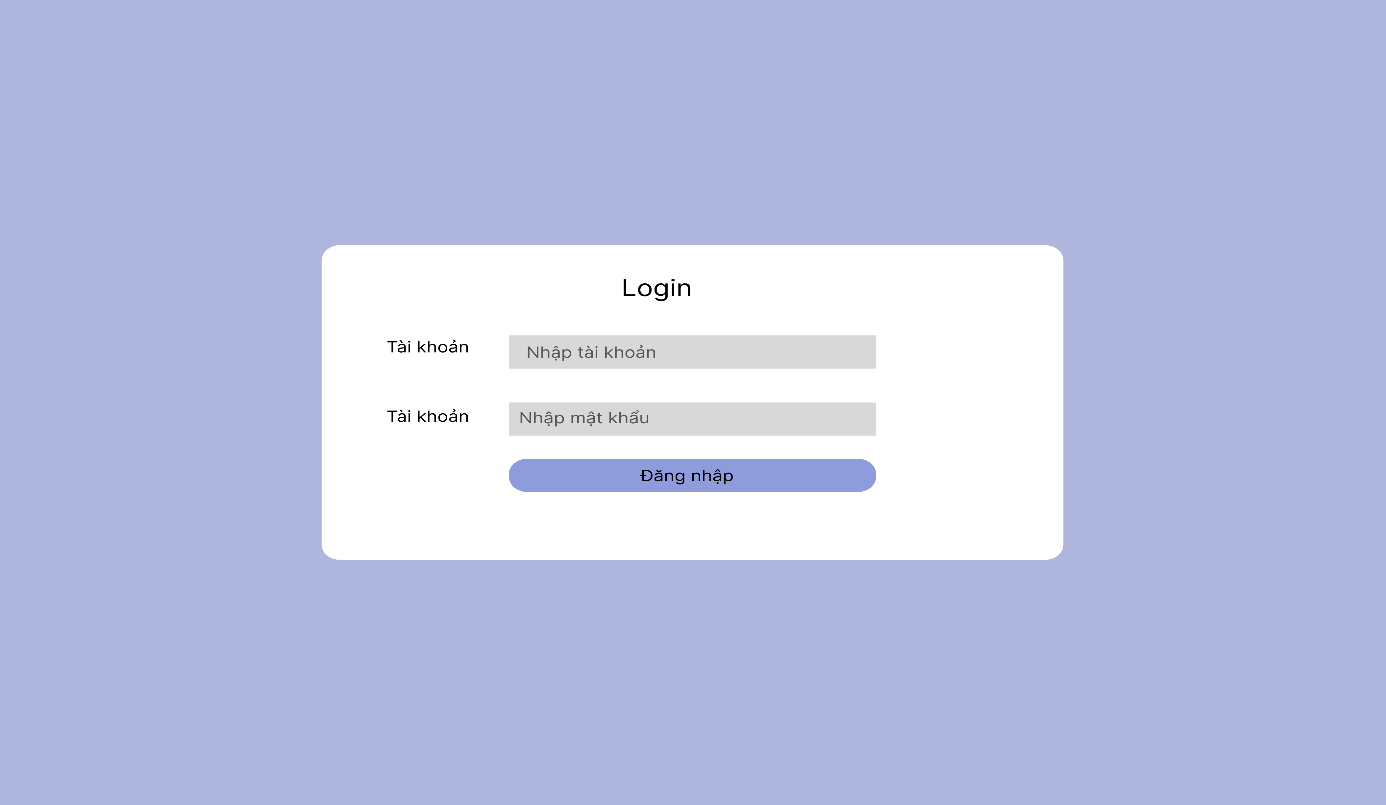 Login
Tài khoản
Nhập tài khoản
Tài khoản
Nhập mật khẩu
Đăng nhập